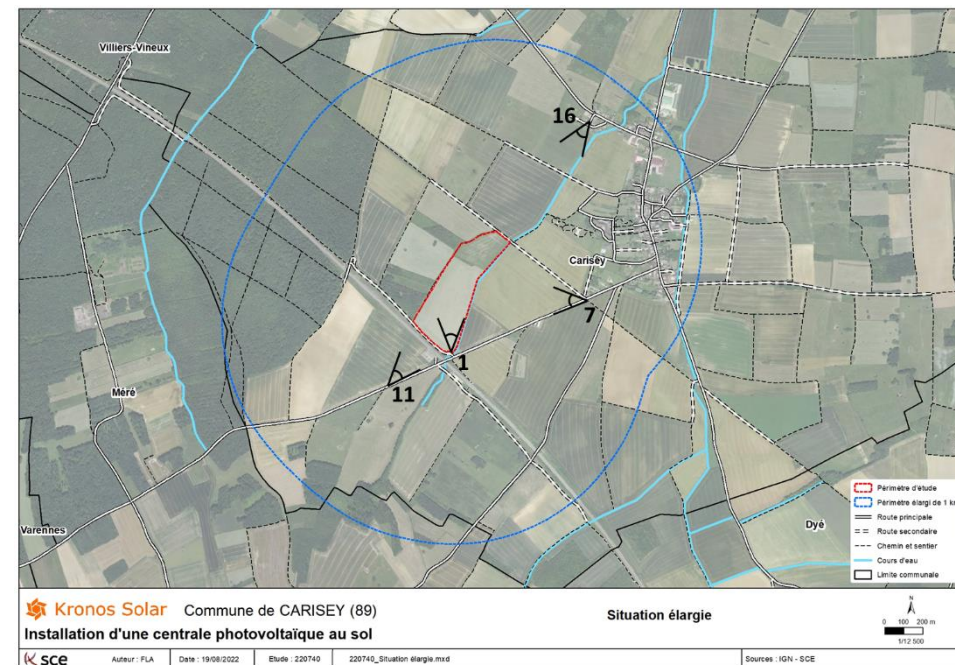 Villiers-Vineux
16
Carisey
7
1
11
Méré
Varennes
Dyé
Périmètre d'étude
Périmètre élargi de 1 km
Route principale
Route secondaire
Chemin et sentier
Cours d'eau
Limite communale
Kronos Solar Commune de CARISEY (89)
Installation d'une centrale photovoltaïque au sol
Situation élargie
N
0 100 200 m
1/12 500
sce
Auteur : FLA
Date : 19/08/2022
Etude : 220740
220740_Situation élargie.mxd
Sources : IGN - SCE